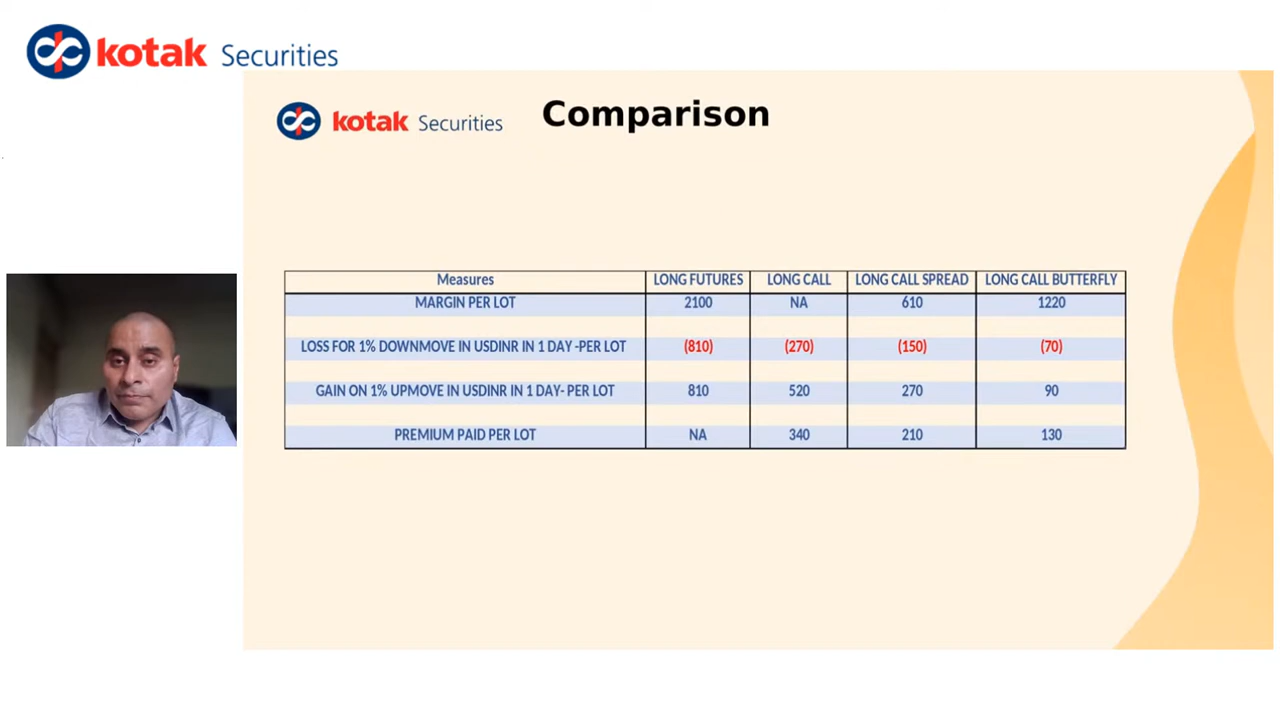 kotak Securities
kotak Securities
Comparison
Measures LONG FUTURES LONG CALL LONG CALL SPREAD LONG CALL BUTTERFLY
MARGIN PER LOT 2100 NA 610 1220
LOSS FOR 1% DOWNMOVE IN USDINR IN 1 DAY -PER LOT (810) (270) (150) (70)
GAIN ON 1% UPMOVE IN USDINR IN 1 DAY- PER LOT 810 520 270 90
PREMIUM PAID PER LOT NA 340 210 130